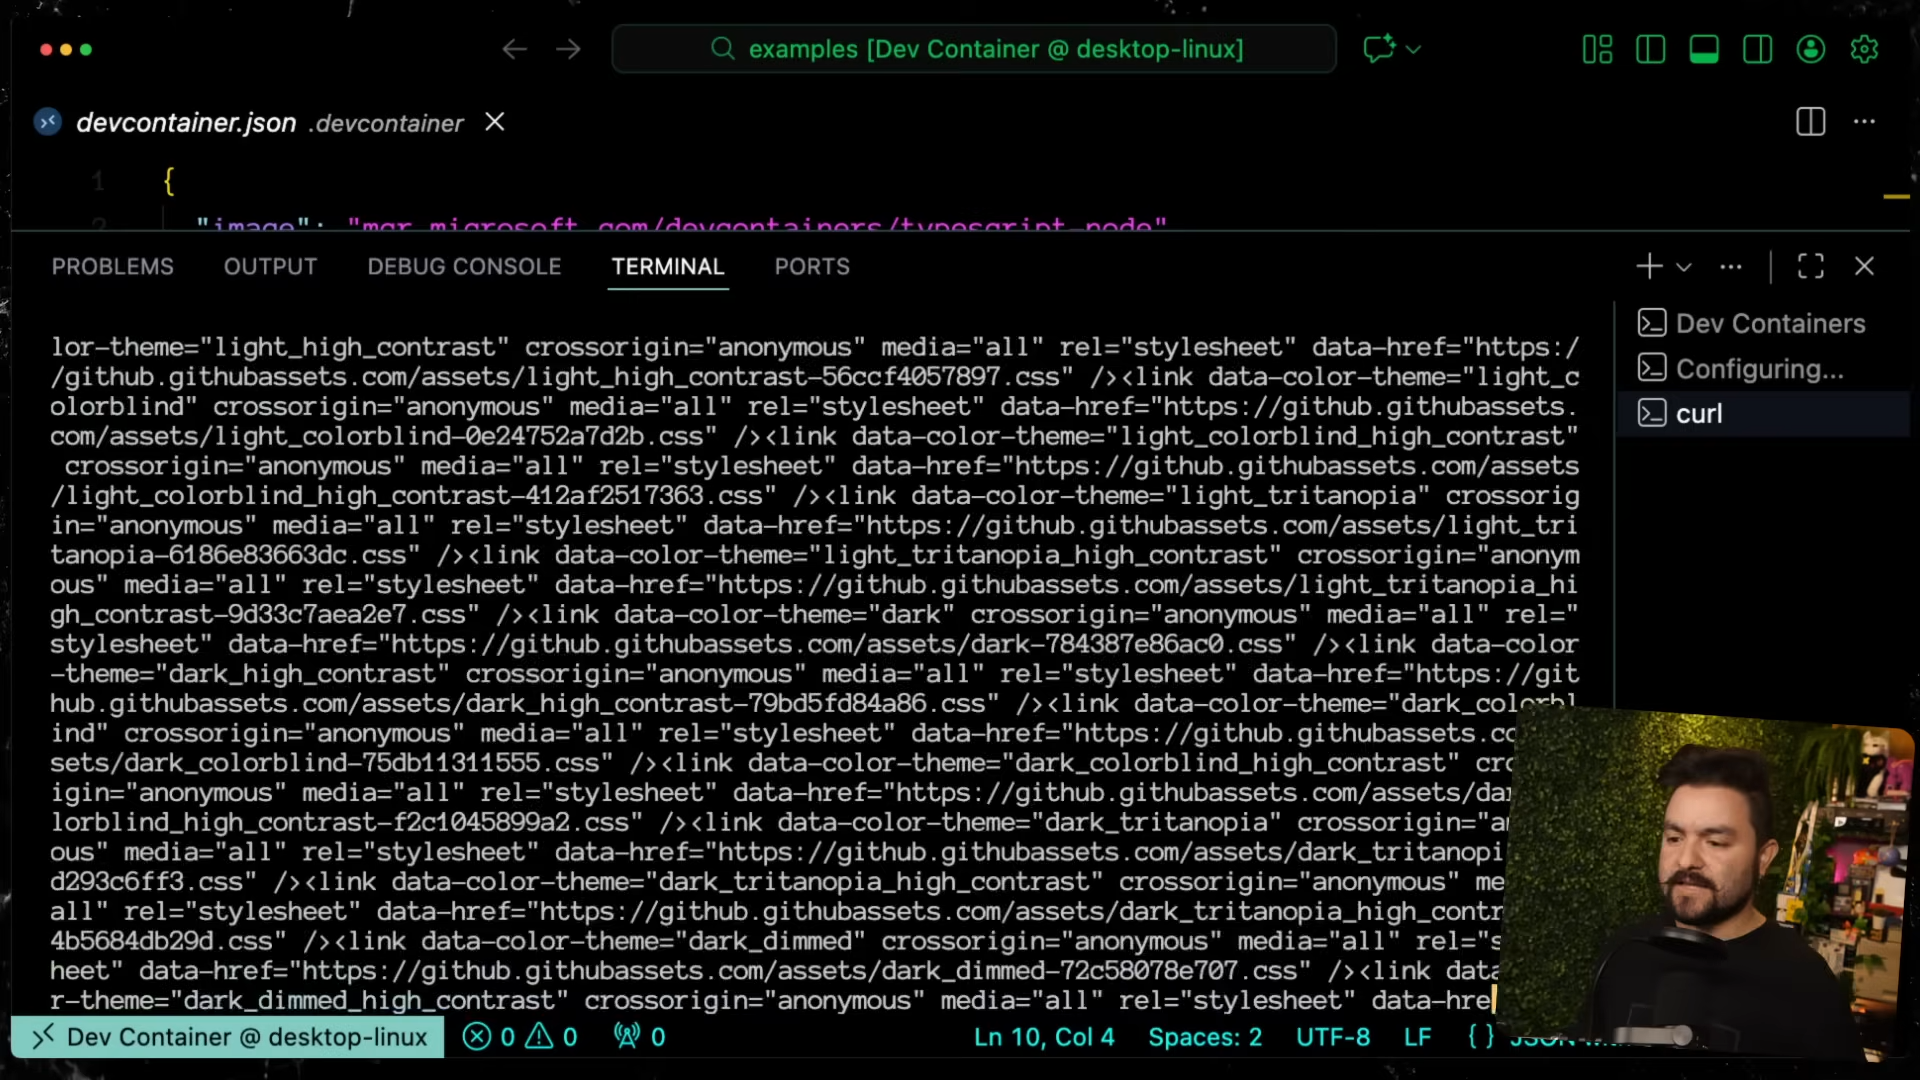 examples [Dev Container @ desktop-linux]
devcontainer.json .devcontainer
1 {
2 "image": "mcr.microsoft.com/devcontainers/typescript-node"
PROBLEMS OUTPUT DEBUG CONSOLE TERMINAL PORTS
Dev Containers
Configuring...
curl
lor-theme="light_high_contrast" crossorigin="anonymous" media="all" rel="stylesheet" data-href="https:/
/github.githubassets.com/assets/light_high_contrast-56ccf4057897.css" /><link data-color-theme="light_c
olorblind" crossorigin="anonymous" media="all" rel="stylesheet" data-href="https://github.githubassets.
com/assets/light_colorblind-0e24752a7d2b.css" /><link data-color-theme="light_colorblind_high_contrast"
crossorigin="anonymous" media="all" rel="stylesheet" data-href="https://github.githubassets.com/assets
/light_colorblind_high_contrast-412af2517363.css" /><link data-color-theme="light_tritanopia" crossorig
in="anonymous" media="all" rel="stylesheet" data-href="https://github.githubassets.com/assets/light_tri
tanopia-6186e83663dc.css" /><link data-color-theme="light_tritanopia_high_contrast" crossorigin="anonym
ous" media="all" rel="stylesheet" data-href="https://github.githubassets.com/assets/light_tritanopia_hi
gh_contrast-9d33c7aea2e7.css" /><link data-color-theme="dark" crossorigin="anonymous" media="all" rel="
stylesheet" data-href="https://github.githubassets.com/assets/dark-784387e86ac0.css" /><link data-color
-theme="dark_high_contrast" crossorigin="anonymous" media="all" rel="stylesheet" data-href="https://git
hub.githubassets.com/assets/dark_high_contrast-79bd5fd84a86.css" /><link data-color-theme="dark_colorbl
ind" crossorigin="anonymous" media="all" rel="stylesheet" data-href="https://github.githubassets.co
sets/dark_colorblind-75db11311555.css" /><link data-color-theme="dark_colorblind_high_contrast" cro
igin="anonymous" media="all" rel="stylesheet" data-href="https://github.githubassets.com/assets/da
lorblind_high_contrast-f2c1045899a2.css" /><link data-color-theme="dark_tritanopia" crossorigin="a
ous" media="all" rel="stylesheet" data-href="https://github.githubassets.com/assets/dark_tritanopi
d293c6ff3.css" /><link data-color-theme="dark_tritanopia_high_contrast" crossorigin="anonymous" me
all" rel="stylesheet" data-href="https://github.githubassets.com/assets/dark_tritanopia_high_contr
4b5684db29d.css" /><link data-color-theme="dark_dimmed" crossorigin="anonymous" media="all" rel="s
heet" data-href="https://github.githubassets.com/assets/dark_dimmed-72c58078e707.css" /><link data
r-theme="dark_dimmed_high_contrast" crossorigin="anonymous" media="all" rel="stylesheet" data-hre
Dev Container @ desktop-linux 0 0 0 Ln 10, Col 4 Spaces: 2 UTF-8 LF {}